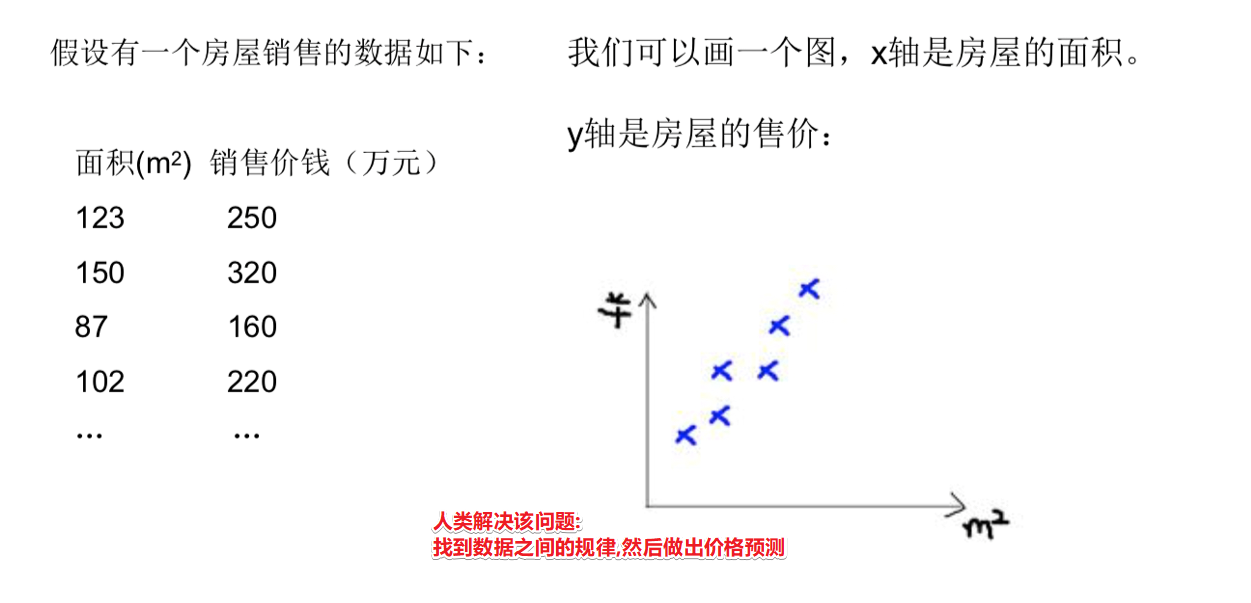 假设有一个房屋销售的数据如下：
面积(m²) 销售价钱（万元）
123 250
150 320
87 160
102 220
... ...
我们可以画一个图，x轴是房屋的面积。
y轴是房屋的售价：
m²
人类解决该问题:
找到数据之间的规律,然后做出价格预测